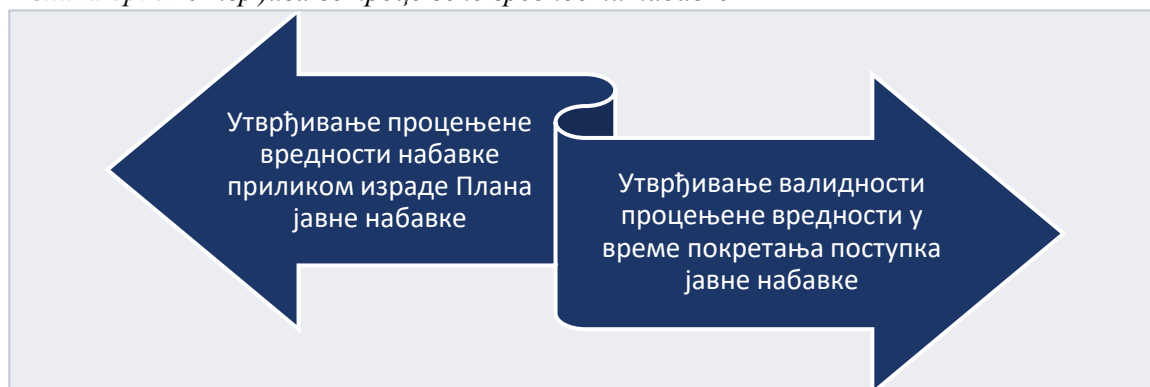 Утврђивање процењене
вредности набавке
приликом израде Плана
јавне набавке
Утврђивање валидности
процењене вредности у
време покретања поступка
јавне набавке